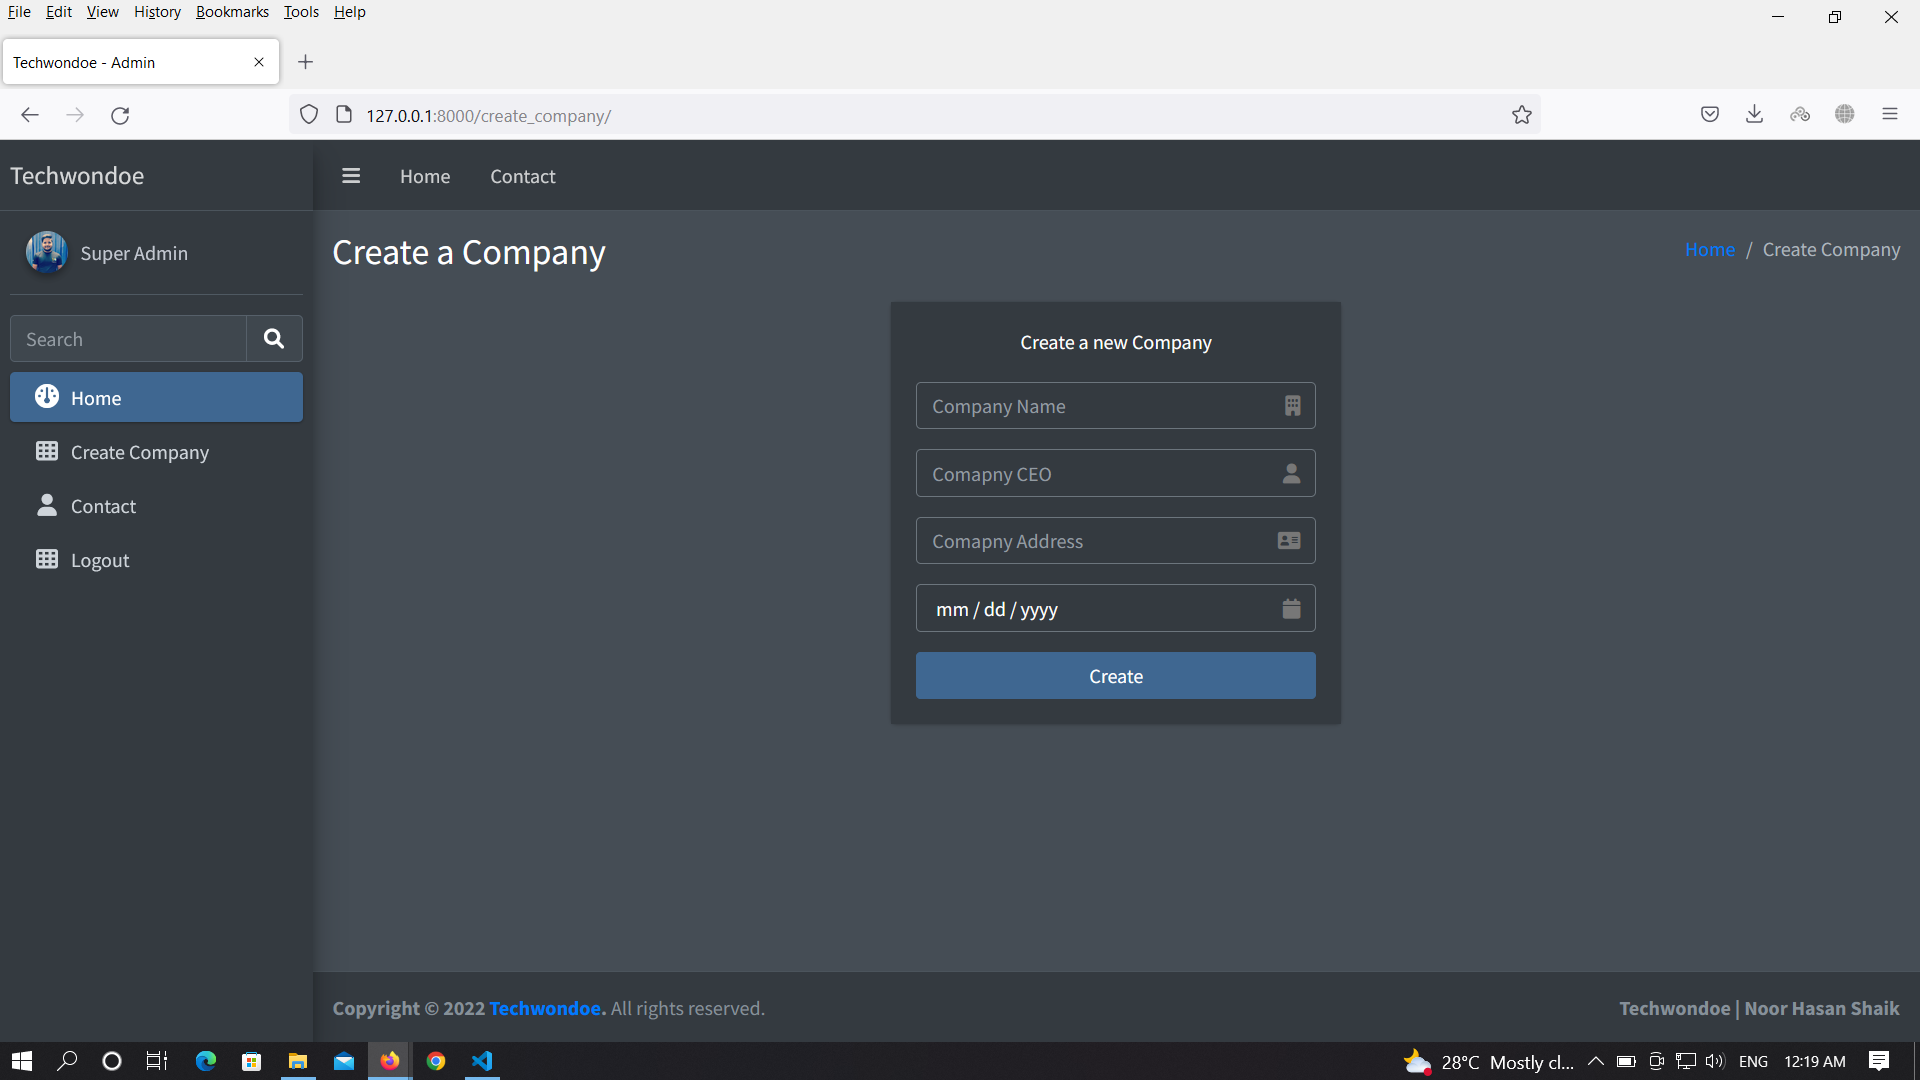 File Edit View History Bookmarks Tools Help
Techwondoe - Admin
127.0.0.1:8000/create_company/
Techwondoe
Home Contact
Super Admin
Create a Company
Home / Create Company
Search
Home
Create Company
Contact
Logout
Create a new Company
Company Name
Comapny CEO
Comapny Address
mm / dd / yyyy
Create
Copyright © 2022 Techwondoe. All rights reserved.
Techwondoe | Noor Hasan Shaik
28°C Mostly cl... ENG 12:19 AM